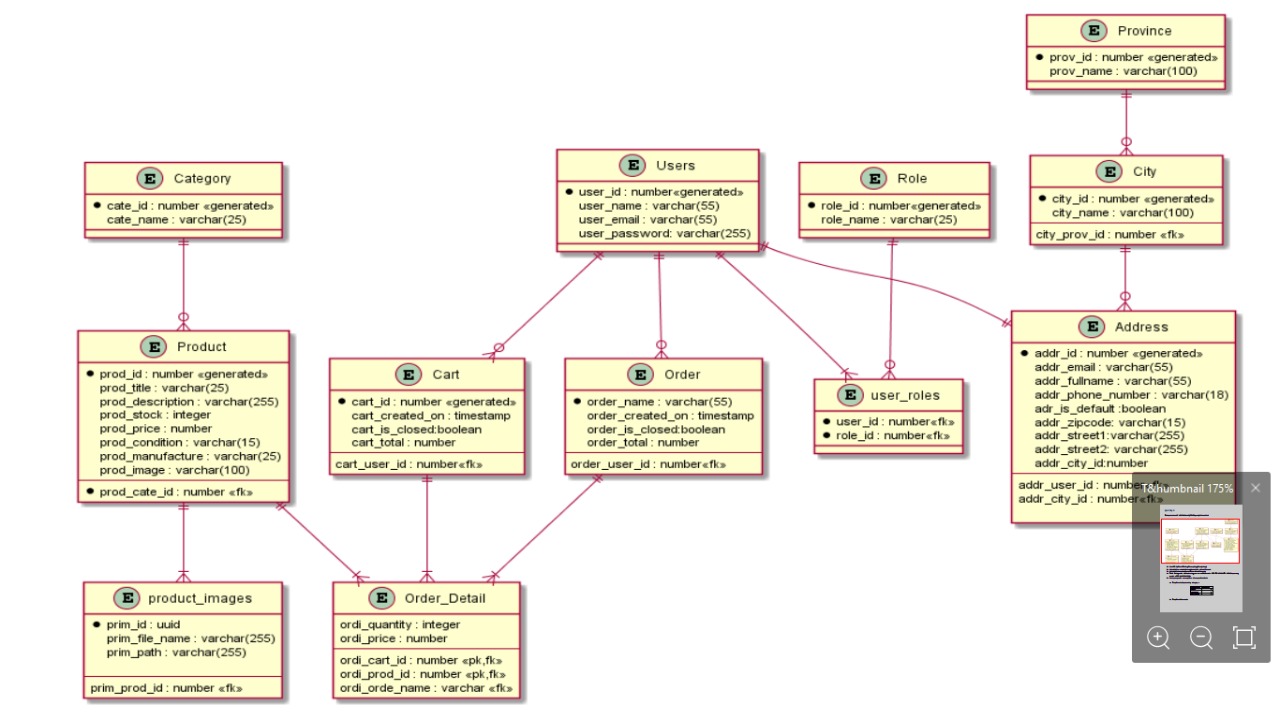 E Province
prov_id : number «generated»
prov_name : varchar(100)
E Category
cate_id : number «generated»
cate_name : varchar(25)
E Users
user_id : number«generated»
user_name : varchar(55)
user_email : varchar(55)
user_password: varchar(255)
E Role
role_id : number«generated»
role_name : varchar(25)
E City
city_id : number «generated»
city_name : varchar(100)
city_prov_id : number «fk»
E Product
prod_id : number «generated»
prod_title : varchar(25)
prod_description : varchar(255)
prod_stock : integer
prod_price : number
prod_condition : varchar(15)
prod_manufacture : varchar(25)
prod_image : varchar(100)
prod_cate_id : number «fk»
E Cart
cart_id : number «generated»
cart_created_on : timestamp
cart_is_closed:boolean
cart_total : number
cart_user_id : number«fk»
E Order
order_name : varchar(55)
order_created_on : timestamp
order_is_closed:boolean
order_total : number
order_user_id : number«fk»
E user_roles
user_id : number«fk»
role_id : number«fk»
E Address
addr_id : number «generated»
addr_email : varchar(55)
addr_fullname : varchar(55)
addr_phone_number : varchar(18)
adr_is_default :boolean
addr_zipcode: varchar(15)
addr_street1: varchar(255)
addr_street2: varchar(255)
addr_city_id:number
addr_user_id : number«fk»
addr_city_id : number«fk»
T&humbnail 175%
E product_images
prim_id : uuid
prim_file_name : varchar(255)
prim_path : varchar(255)
prim_prod_id : number «fk»
E Order_Detail
ordi_quantity : integer
ordi_price : number
ordi_cart_id : number «pk,fk»
ordi_prod_id : number «pk,fk»
ordi_orde_name : varchar «fk»